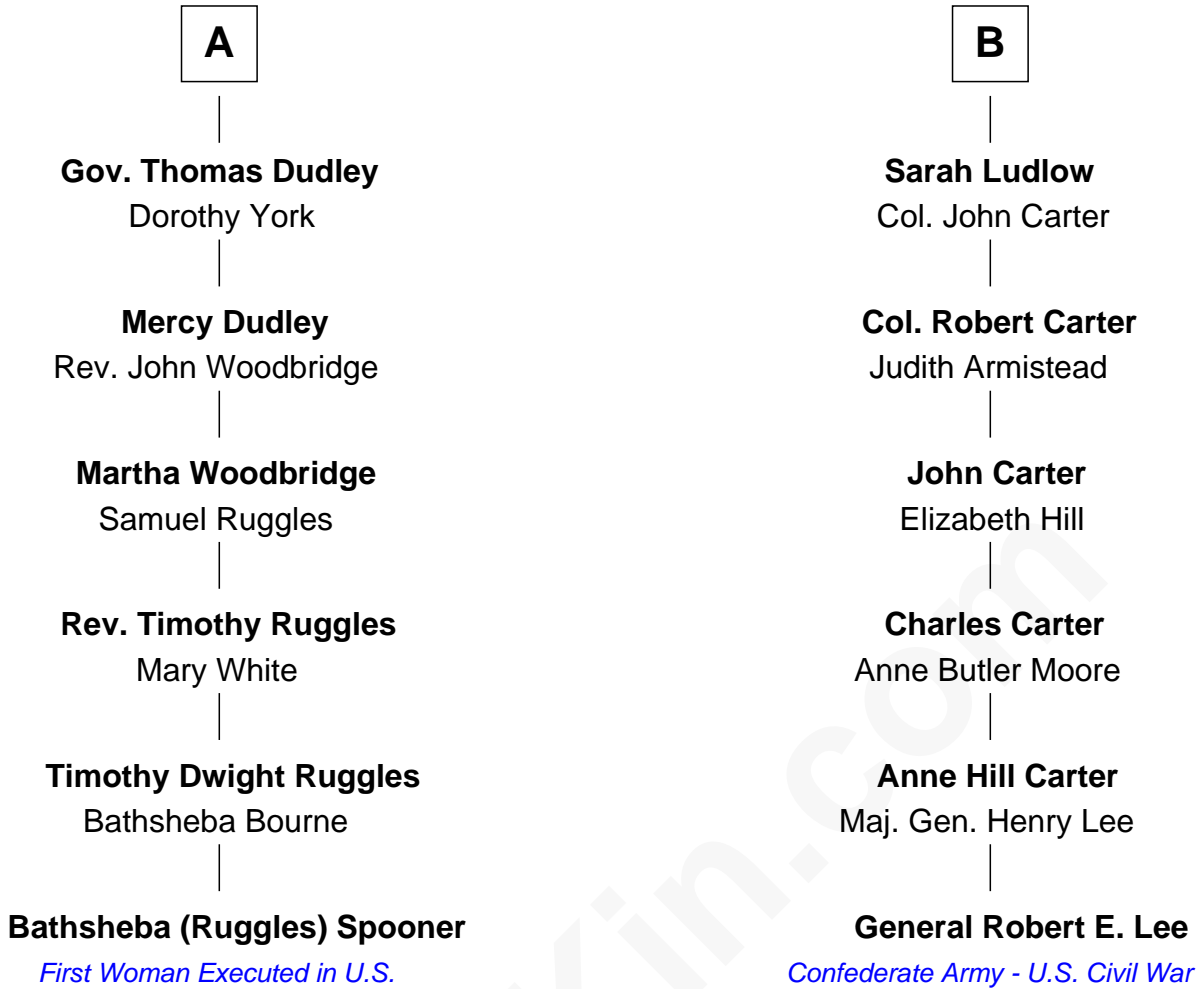 A
Gov. Thomas Dudley
Dorothy York
Mercy Dudley
Rev. John Woodbridge
Martha Woodbridge
Samuel Ruggles
Rev. Timothy Ruggles
Mary White
Timothy Dwight Ruggles
Bathsheba Bourne
Bathsheba (Ruggles) Spooner
First Woman Executed in U.S.
B
Sarah Ludlow
Col. John Carter
Col. Robert Carter
Judith Armistead
John Carter
Elizabeth Hill
Charles Carter
Anne Butler Moore
Anne Hill Carter
Maj. Gen. Henry Lee
General Robert E. Lee
Confederate Army - U.S. Civil War